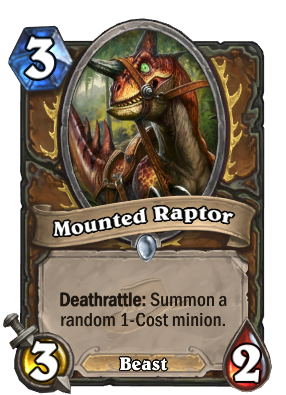 3
Mounted Raptor
Deathrattle: Summon a
random 1-Cost minion.
3
Beast
2